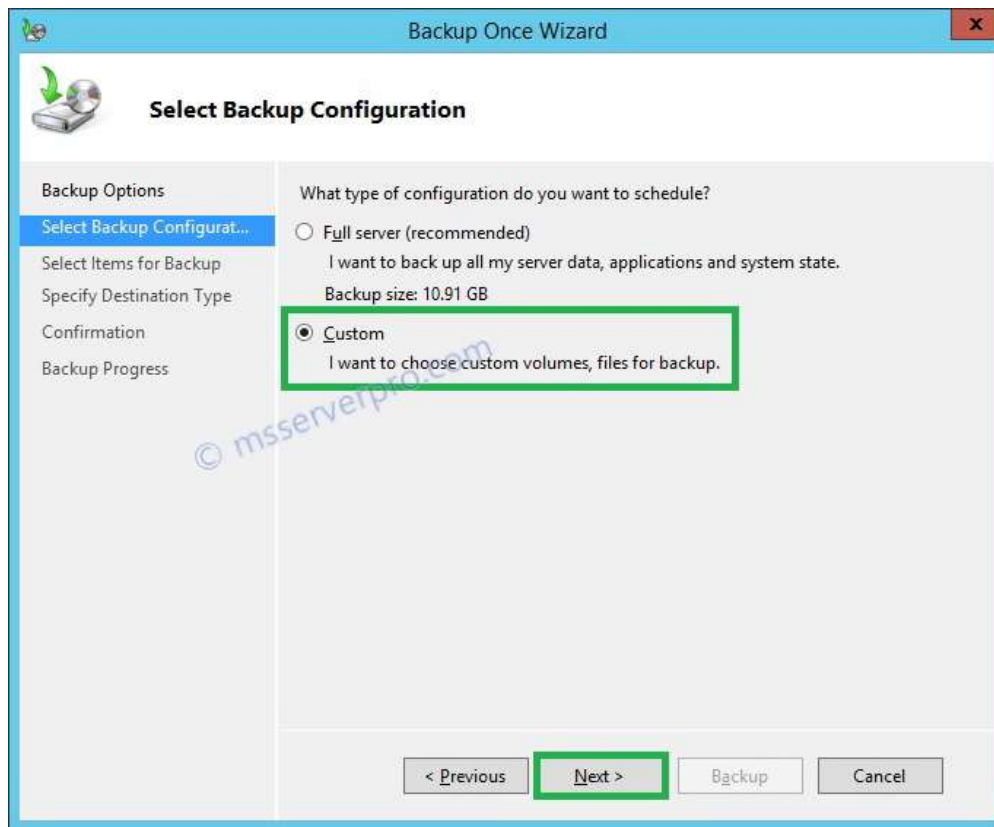 Backup Once Wizard
x
Select Backup Configuration
Backup Options
Select Backup Configurat...
Select Items for Backup
Specify Destination Type
Confirmation
Backup Progress
What type of configuration do you want to schedule?
Full server (recommended)
I want to back up all my server data, applications and system state.
Backup size: 10.91 GB
Custom
I want to choose custom volumes, files for backup.
© msserverpro.com
< Previous
Next >
Backup
Cancel